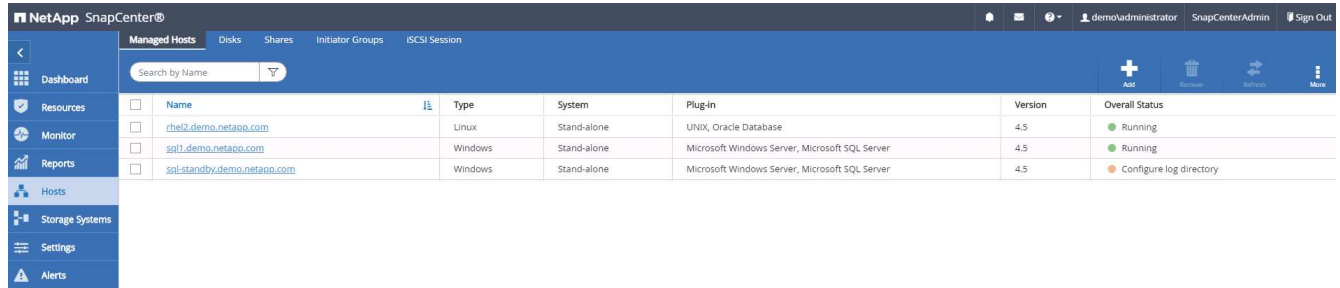 NetApp SnapCenter®
demo\administrator SnapCenterAdmin Sign Out
Managed Hosts Disks Shares Initiator Groups iSCSI Session
Search by Name
Add Remove Refresh More
Dashboard
Resources
Monitor
Reports
Hosts
Storage Systems
Settings
Alerts
Name Type System Plug-in Version Overall Status
rhel2.demo.netapp.com Linux Stand-alone UNIX, Oracle Database 4.5 Running
sql1.demo.netapp.com Windows Stand-alone Microsoft Windows Server, Microsoft SQL Server 4.5 Running
sql-standby.demo.netapp.com Windows Stand-alone Microsoft Windows Server, Microsoft SQL Server 4.5 Configure log directory